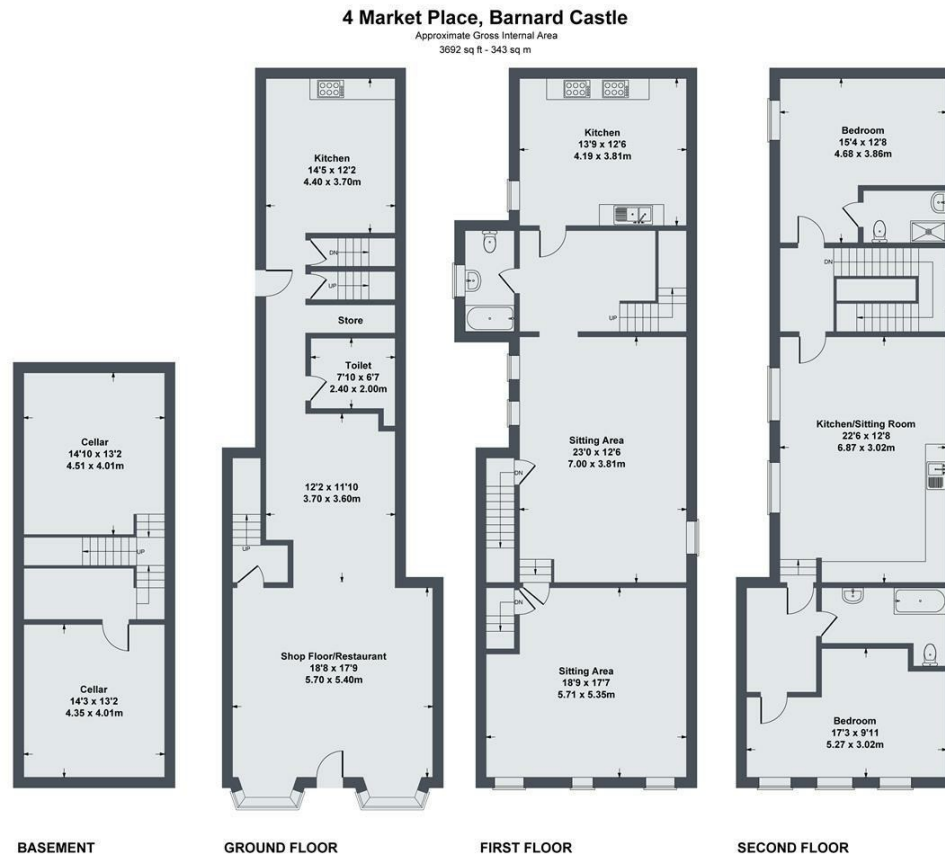 4 Market Place, Barnard Castle
Approximate Gross Internal Area
3692 sq ft - 343 sq m
Cellar
14'10 x 13'2
4.51 x 4.01m
UP
Cellar
14'3 x 13'2
4.35 x 4.01m
BASEMENT
Kitchen
14'5 x 12'2
4.40 x 3.70m
DN
UP
Store
Toilet
7'10 x 6'7
2.40 x 2.00m
12'2 x 11'10
3.70 x 3.60m
UP
Shop Floor/Restaurant
18'8 x 17'9
5.70 x 5.40m
GROUND FLOOR
Kitchen
13'9 x 12'6
4.19 x 3.81m
UP
Sitting Area
23'0 x 12'6
7.00 x 3.81m
DN
DN
Sitting Area
18'9 x 17'7
5.71 x 5.35m
FIRST FLOOR
Bedroom
15'4 x 12'8
4.68 x 3.86m
DN
Kitchen/Sitting Room
22'6 x 12'8
6.87 x 3.02m
Bedroom
17'3 x 9'11
5.27 x 3.02m
SECOND FLOOR